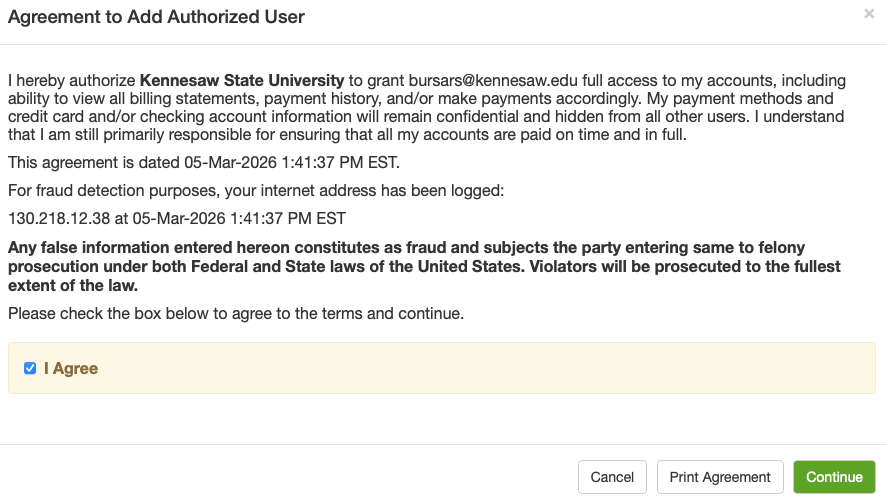 Agreement to Add Authorized User
×
I hereby authorize Kennesaw State University to grant bursars@kennesaw.edu full access to my accounts, including
ability to view all billing statements, payment history, and/or make payments accordingly. My payment methods and
credit card and/or checking account information will remain confidential and hidden from all other users. I understand
that I am still primarily responsible for ensuring that all my accounts are paid on time and in full.
This agreement is dated 05-Mar-2026 1:41:37 PM EST.
For fraud detection purposes, your internet address has been logged:
130.218.12.38 at 05-Mar-2026 1:41:37 PM EST
Any false information entered hereon constitutes as fraud and subjects the party entering same to felony
prosecution under both Federal and State laws of the United States. Violators will be prosecuted to the fullest
extent of the law.
Please check the box below to agree to the terms and continue.
I Agree
Cancel Print Agreement Continue